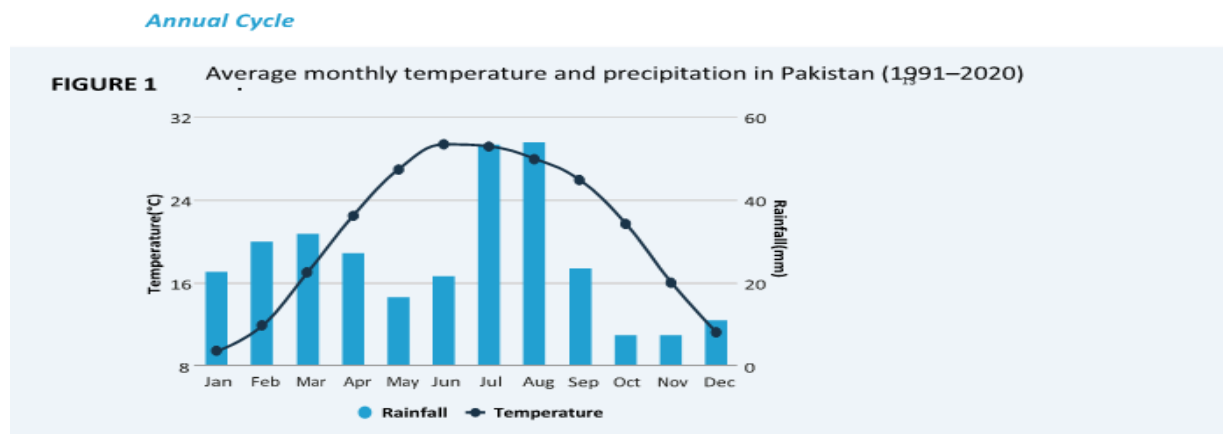 Annual Cycle
FIGURE 1
Average monthly temperature and precipitation in Pakistan (1991–2020)
15
.
32
60
24
40
16
20
8
0
Temperature(°C)
Rainfall(mm)
Jan Feb Mar Apr May Jun Jul Aug Sep Oct Nov Dec
Rainfall Temperature